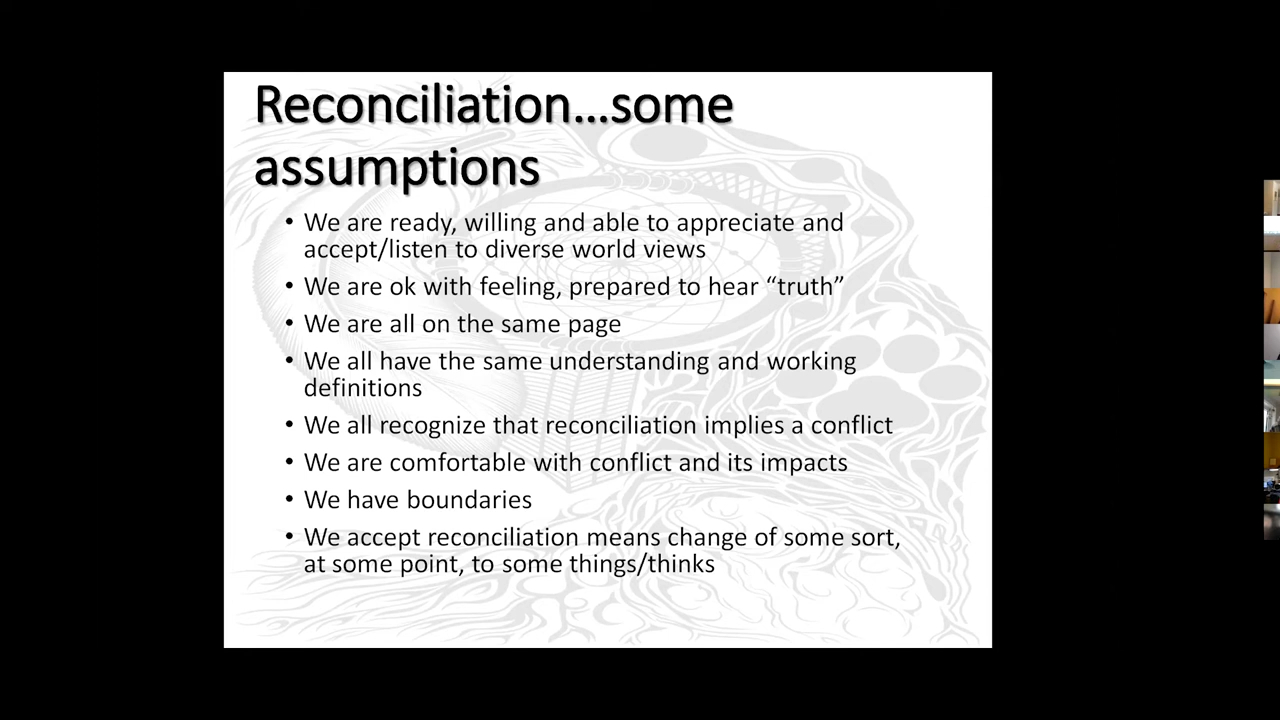 Reconciliation...some
assumptions
• We are ready, willing and able to appreciate and
accept/listen to diverse world views
• We are ok with feeling, prepared to hear “truth”
• We are all on the same page
• We all have the same understanding and working
definitions
• We all recognize that reconciliation implies a conflict
• We are comfortable with conflict and its impacts
• We have boundaries
• We accept reconciliation means change of some sort,
at some point, to some things/thinks